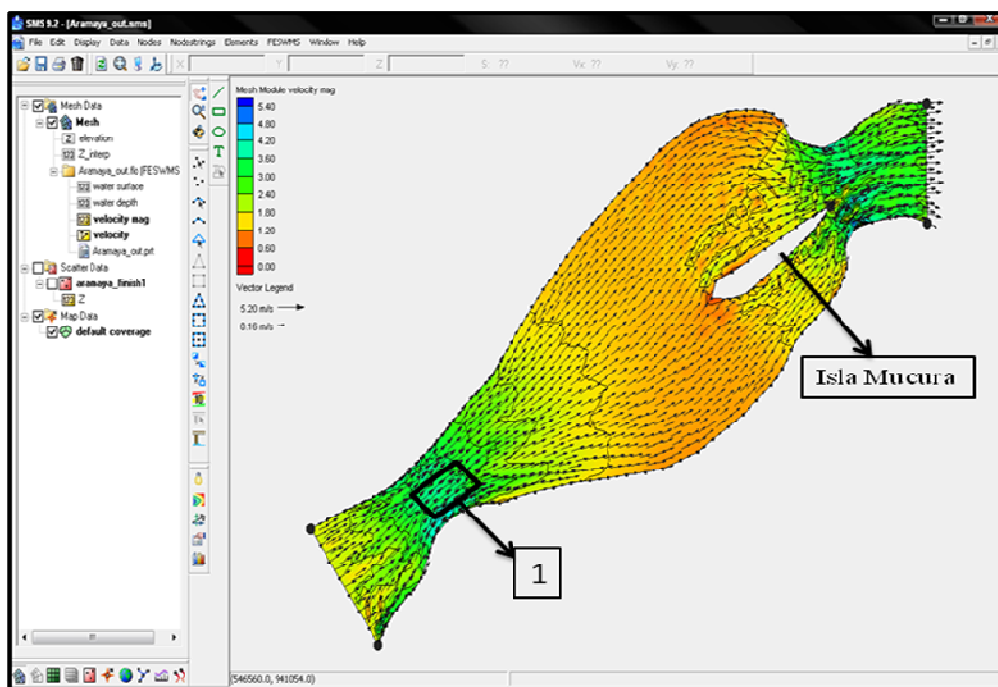 SMS 9.2 - [Aramaya_out.sms]
File Edit Display Data Nodes Nodestrings Elements FESWMS Window Help
X Y Z S: ?? Vx: ?? Vy: ??
Mesh Data
Mesh
elevation
Z_interp
Aramaya_out.flo [FESWMS
water surface
water depth
velocity mag
velocity
Aramaya_out.prt
Scatter Data
aramaya_finish1
Z
Map Data
default coverage
T
Mesh Module velocity mag
5.40
4.80
4.20
3.60
3.00
2.40
1.80
1.20
0.60
0.00
Vector Legend
5.20 m/s
0.16 m/s
Isla Mucura
1
(546560.0, 941054.0)